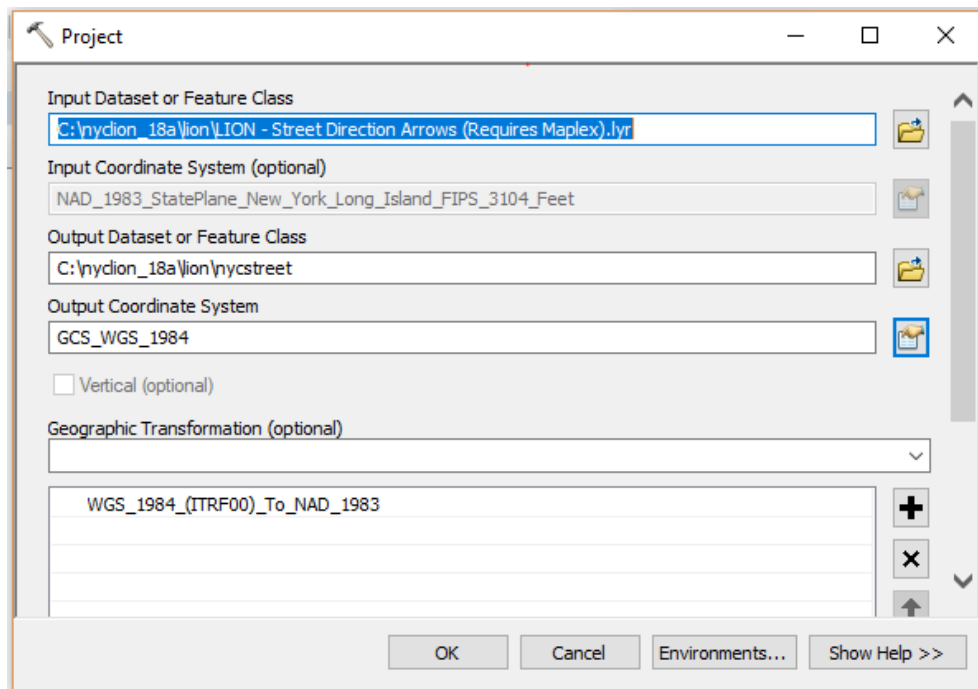 Project
Input Dataset or Feature Class
C:\nyclion_18a\lion\LION - Street Direction Arrows (Requires Maplex).lyr
Input Coordinate System (optional)
NAD_1983_StatePlane_New_York_Long_Island_FIPS_3104_Feet
Output Dataset or Feature Class
C:\nyclion_18a\lion\nycstreet
Output Coordinate System
GCS_WGS_1984
Vertical (optional)
Geographic Transformation (optional)
WGS_1984_(ITRF00)_To_NAD_1983
OK Cancel Environments... Show Help >>